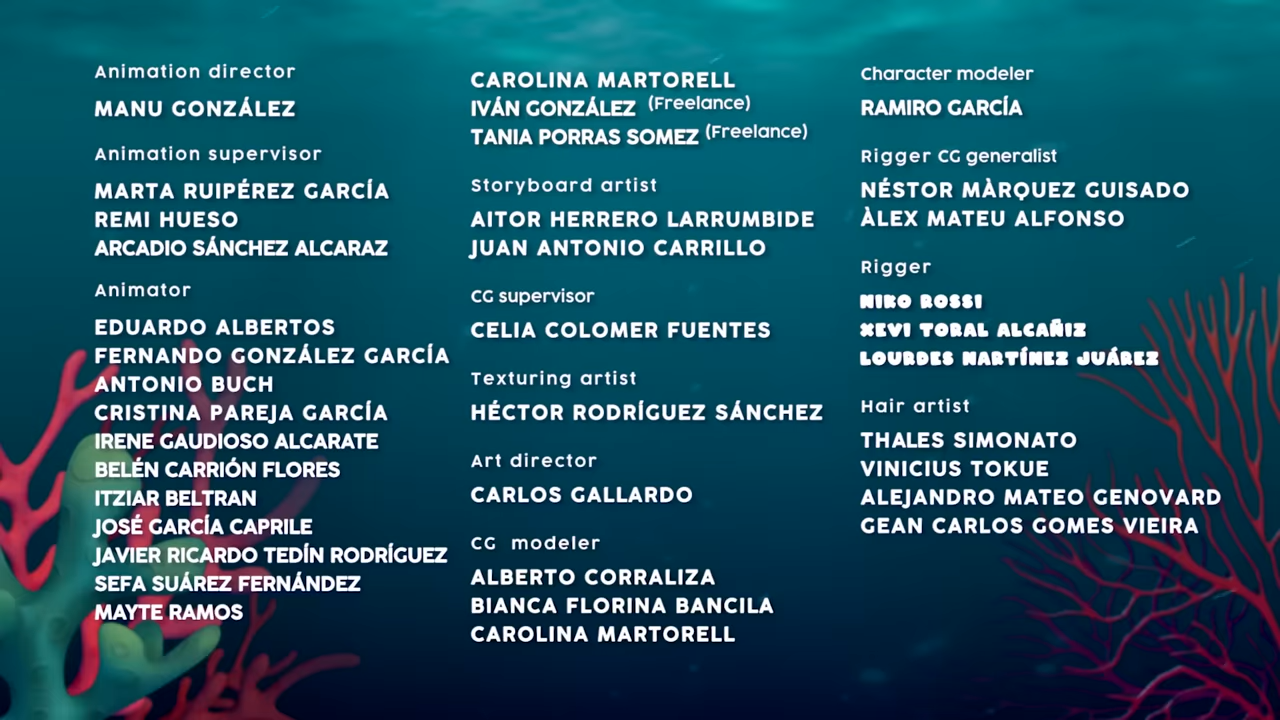 Animation director
MANU GONZÁLEZ
Animation supervisor
MARTA RUIPÉREZ GARCÍA
REMI HUESO
ARCADIO SÁNCHEZ ALCARAZ
Animator
EDUARDO ALBERTOS
FERNANDO GONZÁLEZ GARCÍA
ANTONIO BUCH
CRISTINA PAREJA GARCÍA
IRENE GAUDIOSO ALCARATE
BELÉN CARRIÓN FLORES
ITZIAR BELTRAN
JOSÉ GARCÍA CAPRILE
JAVIER RICARDO TEDÍN RODRÍGUEZ
SEFA SUÁREZ FERNÁNDEZ
MAYTE RAMOS
CAROLINA MARTORELL
IVÁN GONZÁLEZ (Freelance)
TANIA PORRAS SOMEZ (Freelance)
Storyboard artist
AITOR HERRERO LARRUMBIDE
JUAN ANTONIO CARRILLO
CG supervisor
CELIA COLOMER FUENTES
Texturing artist
HÉCTOR RODRÍGUEZ SÁNCHEZ
Art director
CARLOS GALLARDO
CG modeler
ALBERTO CORRALIZA
BIANCA FLORINA BANCILA
CAROLINA MARTORELL
Character modeler
RAMIRO GARCÍA
Rigger CG generalist
NÉSTOR MÀRQUEZ GUISADO
ÀLEX MATEU ALFONSO
Rigger
NIKO ROSSI
XEVI TORAL ALCAÑIZ
LOURDES MARTÍNEZ JUÁREZ
Hair artist
THALES SIMONATO
VINICIUS TOKUE
ALEJANDRO MATEO GENOVARD
GEAN CARLOS GOMES VIEIRA